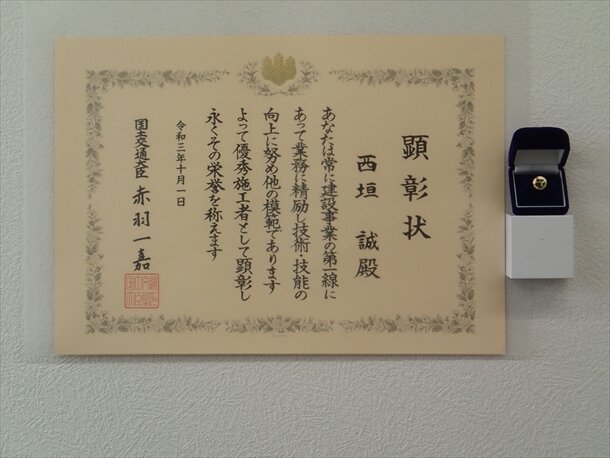 顕彰状
西垣誠殿
あなたは常に建設事業の第一線に
あって業務に精励し技術・技能の
向上に努め他の模範であります
よって優秀施工者として顕彰し
永くその栄誉を称えます
令和三年十月一日
国土交通大臣 赤羽一嘉